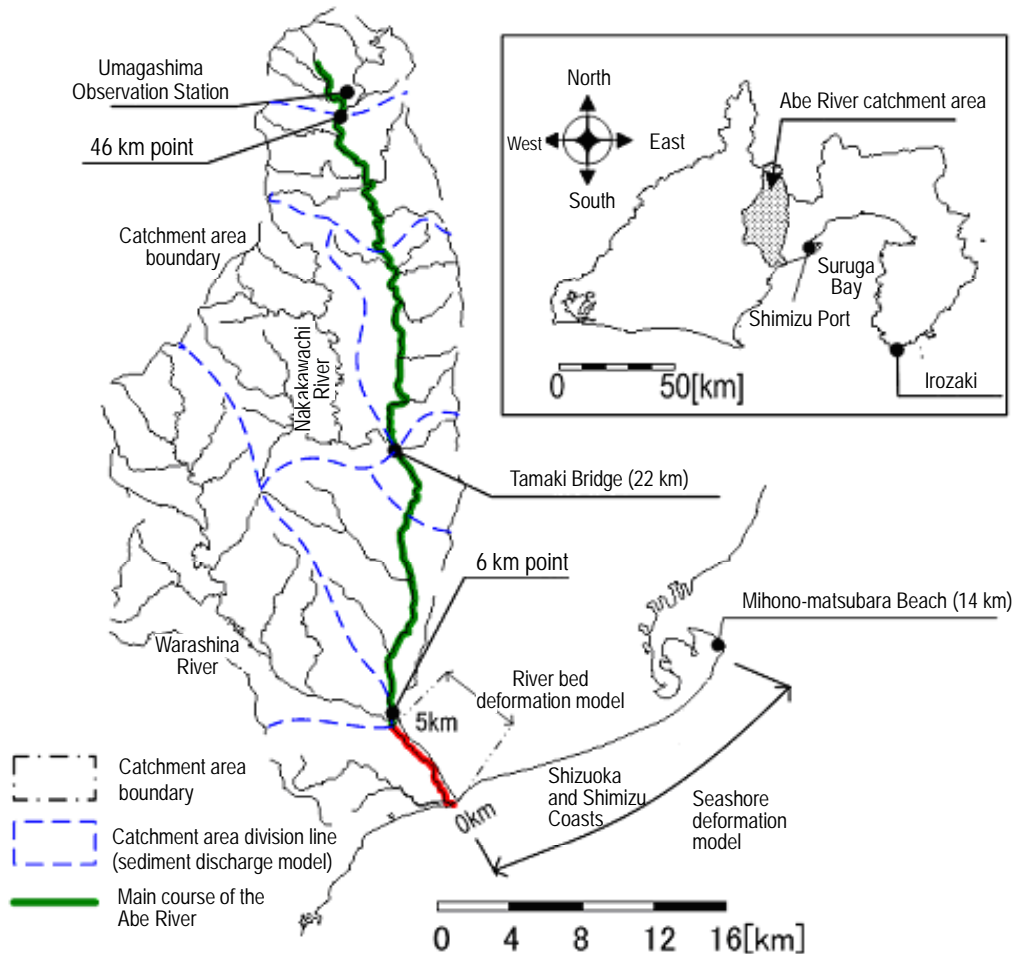 Umagashima
Observation Station
46 km point
Catchment area
boundary
Nakakawachi
River
Tamaki Bridge (22 km)
6 km point
Mihono-matsubara Beach (14 km)
Warashina
River
River bed
deformation model
5km
0km
Shizuoka
and Shimizu
Coasts
Seashore
deformation
model
North
West
East
South
Abe River catchment area
Suruga
Bay
Shimizu Port
Irozaki
0 50[km]
Catchment area
boundary
Catchment area division line
(sediment discharge model)
Main course of the
Abe River
0 4 8 12 16[km]